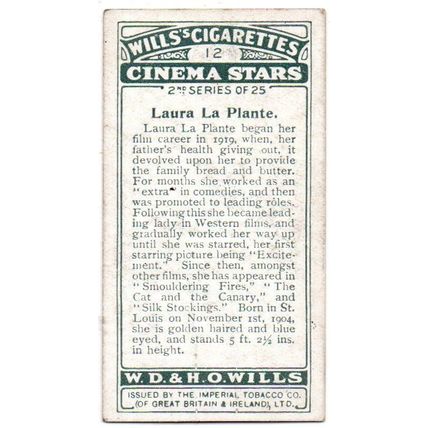 WILLS'S CIGARETTES
12
CINEMA STARS
2ND SERIES OF 25
Laura La Plante.
Laura La Plante began her
film career in 1919, when, her
father's health giving out, it
devolved upon her to provide
the family bread and butter.
For months she worked as an
"extra" in comedies, and then
was promoted to leading rôles.
Following this she became lead-
ing lady in Western films, and
gradually worked her way up
until she was starred, her first
starring picture being "Excite-
ment." Since then, amongst
other films, she has appeared in
"Smouldering Fires," "The
Cat and the Canary," and
"Silk Stockings." Born in St.
Louis on November 1st, 1904,
she is golden haired and blue
eyed, and stands 5 ft. 2½ ins.
in height.
W.D. & H.O. WILLS
ISSUED BY THE IMPERIAL TOBACCO CO.
(OF GREAT BRITAIN & IRELAND), LTD.